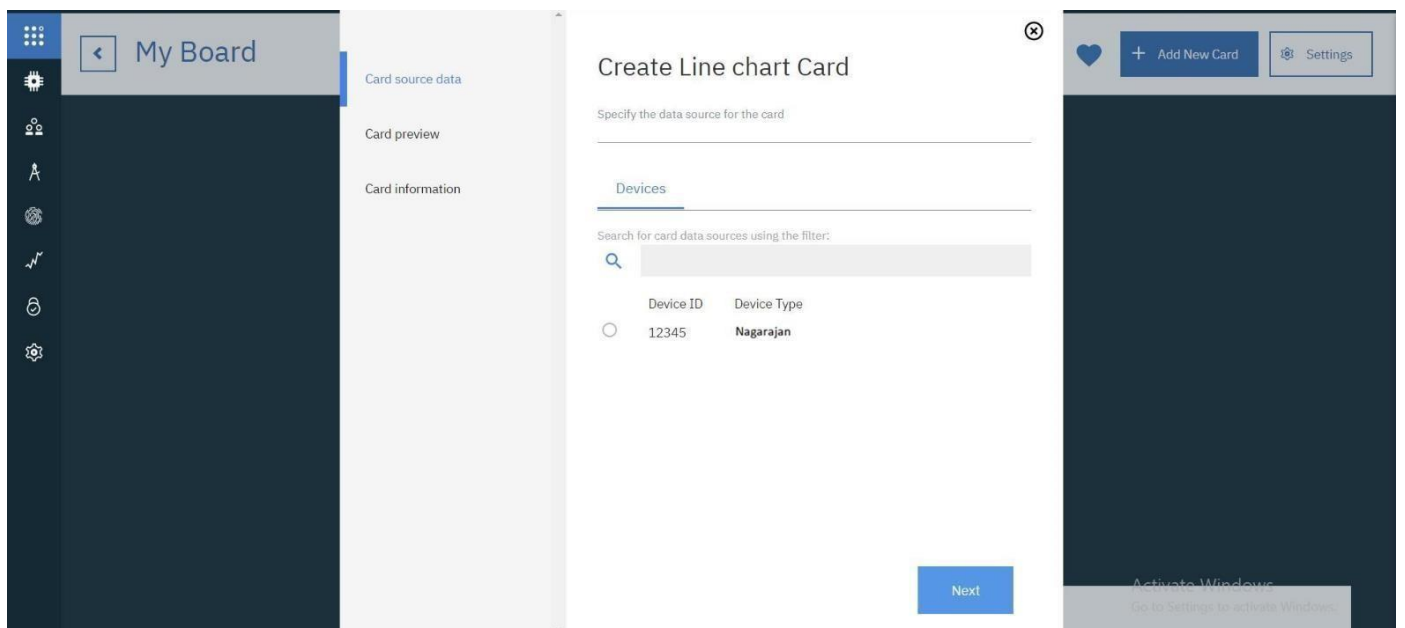 My Board
Add New Card
Settings
Card source data
Card preview
Card information
Create Line chart Card
Specify the data source for the card
Devices
Search for card data sources using the filter:
Device ID Device Type
12345 Nagarajan
Next
Activate Windows
Go to Settings to activate Windows.